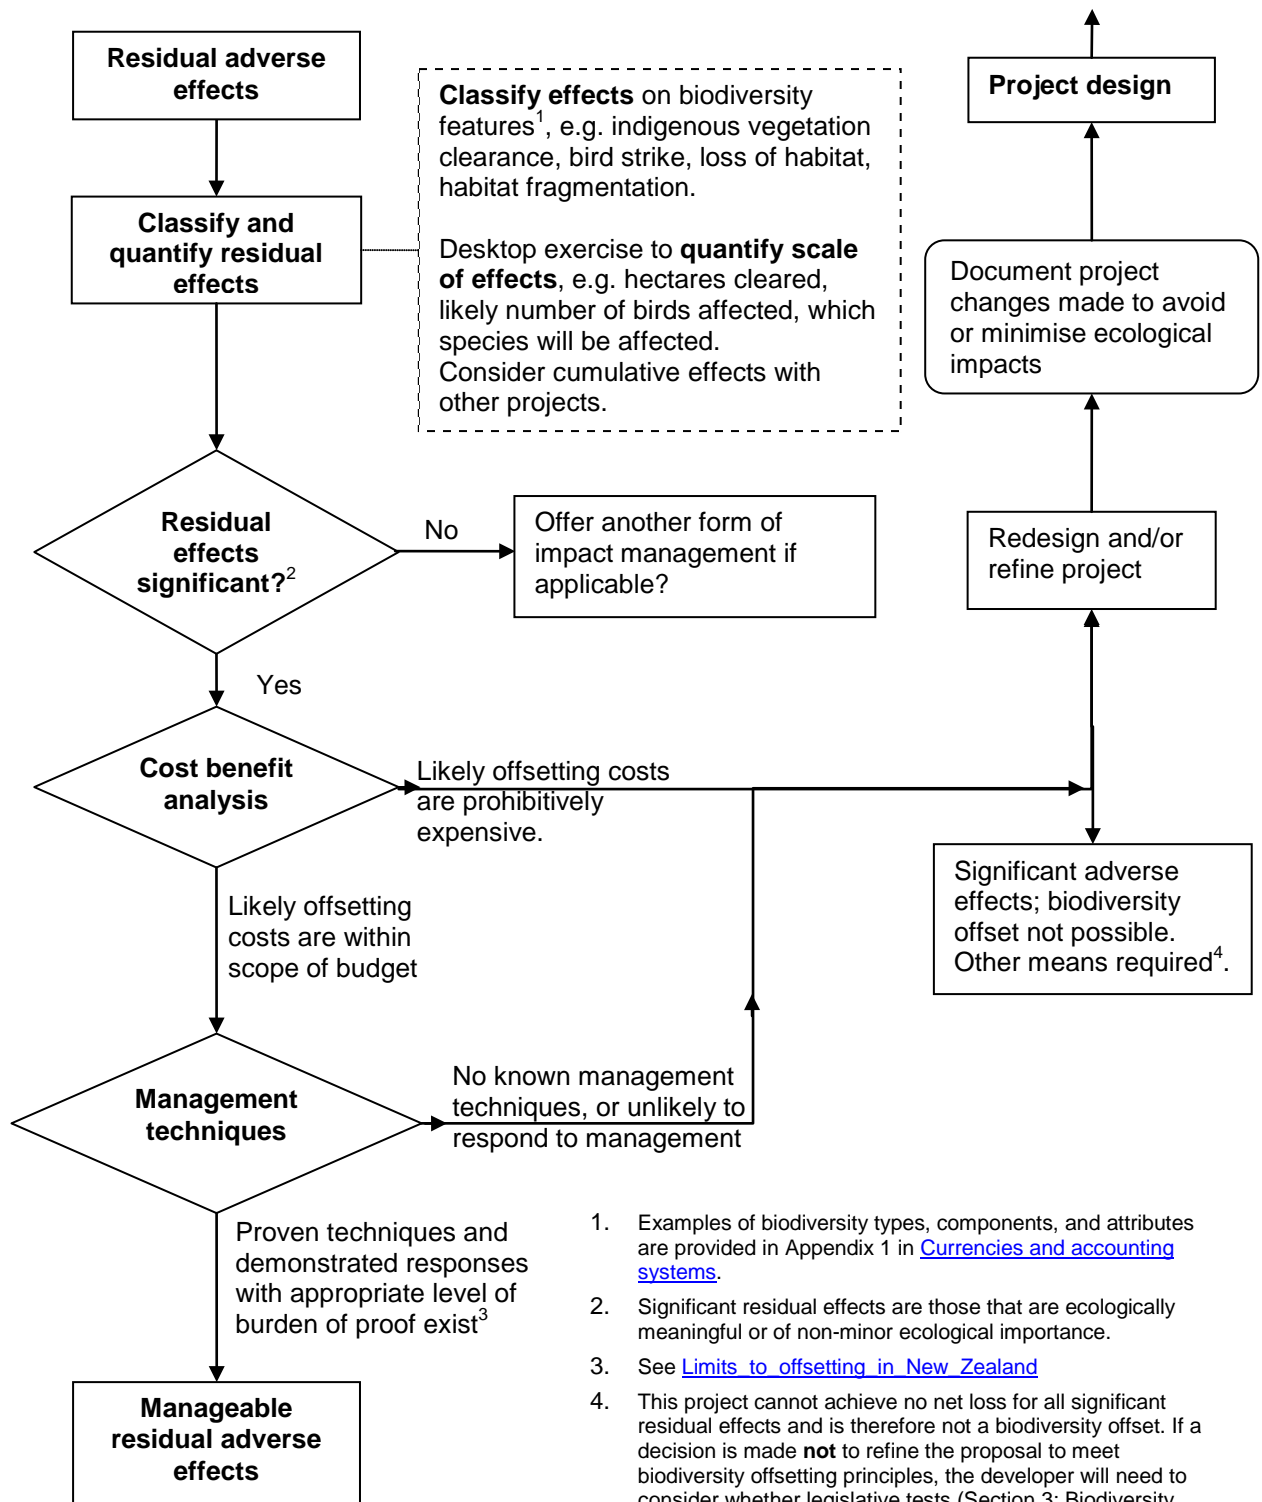 Residual adverse
effects
Classify effects on biodiversity
features1, e.g. indigenous vegetation
clearance, bird strike, loss of habitat,
habitat fragmentation.
Desktop exercise to quantify scale
of effects, e.g. hectares cleared,
likely number of birds affected, which
species will be affected.
Consider cumulative effects with
other projects.
Project design
Classify and
quantify residual
effects
Document project
changes made to avoid
or minimise ecological
impacts
Residual
effects
significant?2
No
Offer another form of
impact management if
applicable?
Redesign and/or
refine project
Yes
Cost benefit
analysis
Likely offsetting costs
are prohibitively
expensive.
Significant adverse
effects; biodiversity
offset not possible.
Other means required4.
Likely offsetting
costs are within
scope of budget
Management
techniques
No known management
techniques, or unlikely to
respond to management
Proven techniques and
demonstrated responses
with appropriate level of
burden of proof exist3
Manageable
residual adverse
effects
1. Examples of biodiversity types, components, and attributes
are provided in Appendix 1 in Currencies and accounting
systems.
2. Significant residual effects are those that are ecologically
meaningful or of non-minor ecological importance.
3. See Limits_to_offsetting_in_New_Zealand
4. This project cannot achieve no net loss for all significant
residual effects and is therefore not a biodiversity offset. If a
decision is made not to refine the proposal to meet
biodiversity offsetting principles, the developer will need to
consider whether legislative tests (Section 3: Biodiversity